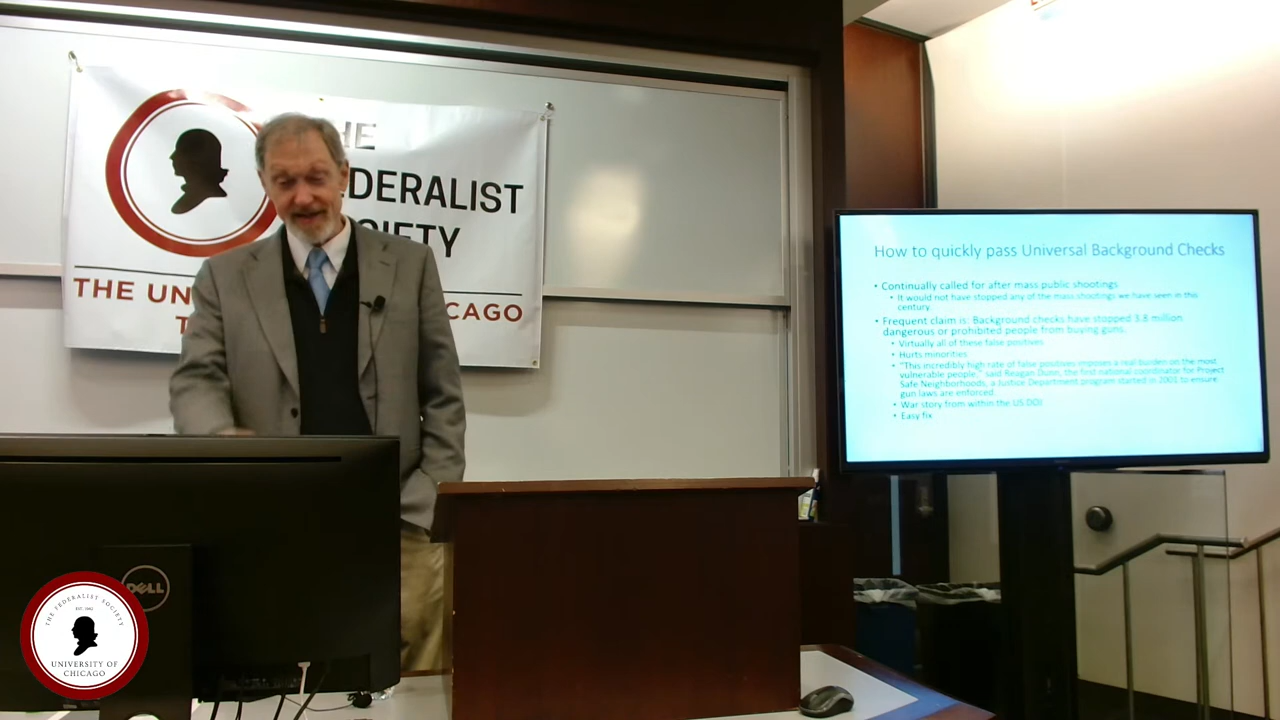 THE
FEDERALIST
SOCIETY
THE UN CAGO
T
How to quickly pass Universal Background Checks
• Continually called for after mass public shootings
• It would not have stopped any of the mass shootings we have seen in this
century.
• Frequent claim is: Background checks have stopped 3.8 million
dangerous or prohibited people from buying guns.
• Virtually all of these false positives
• Hurts minorities
• "This incredibly high rate of false positives imposes a real burden on the most
vulnerable people," said Reagan Dunn, the first national coordinator for Project
Safe Neighborhoods, a Justice Department program started in 2001 to ensure
gun laws are enforced.
• War story from within the US DOJ
• Easy fix
DELL
THE FEDERALIST SOCIETY
EST. 1982
UNIVERSITY OF
CHICAGO